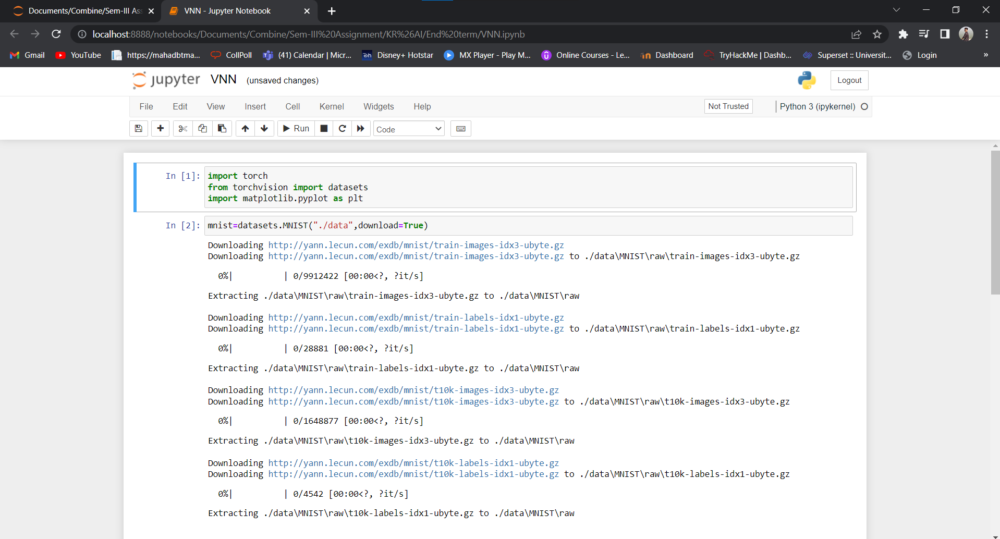 Documents/Combine/Sem-III Ass
VNN - Jupyter Notebook
localhost:8888/notebooks/Documents/Combine/Sem-III%20Assignment/KR%26AI/End%20term/VNN.ipynb
Gmail YouTube https://mahadbtma... CollPoll (41) Calendar | Micr... Disney+ Hotstar MX Player - Play M... Online Courses - Le... Dashboard TryHackMe | Dashb... Superset :: Universit... Login »
jupyter VNN (unsaved changes) Logout
File Edit View Insert Cell Kernel Widgets Help Not Trusted Python 3 (ipykernel)
Run Code
In [1]: import torch
from torchvision import datasets
import matplotlib.pyplot as plt
In [2]: mnist=datasets.MNIST("./data",download=True)
Downloading http://yann.lecun.com/exdb/mnist/train-images-idx3-ubyte.gz
Downloading http://yann.lecun.com/exdb/mnist/train-images-idx3-ubyte.gz to ./data\MNIST\raw\train-images-idx3-ubyte.gz
0%| | 0/9912422 [00:00<?, ?it/s]
Extracting ./data\MNIST\raw\train-images-idx3-ubyte.gz to ./data\MNIST\raw
Downloading http://yann.lecun.com/exdb/mnist/train-labels-idx1-ubyte.gz
Downloading http://yann.lecun.com/exdb/mnist/train-labels-idx1-ubyte.gz to ./data\MNIST\raw\train-labels-idx1-ubyte.gz
0%| | 0/28881 [00:00<?, ?it/s]
Extracting ./data\MNIST\raw\train-labels-idx1-ubyte.gz to ./data\MNIST\raw
Downloading http://yann.lecun.com/exdb/mnist/t10k-images-idx3-ubyte.gz
Downloading http://yann.lecun.com/exdb/mnist/t10k-images-idx3-ubyte.gz to ./data\MNIST\raw\t10k-images-idx3-ubyte.gz
0%| | 0/1648877 [00:00<?, ?it/s]
Extracting ./data\MNIST\raw\t10k-images-idx3-ubyte.gz to ./data\MNIST\raw
Downloading http://yann.lecun.com/exdb/mnist/t10k-labels-idx1-ubyte.gz
Downloading http://yann.lecun.com/exdb/mnist/t10k-labels-idx1-ubyte.gz to ./data\MNIST\raw\t10k-labels-idx1-ubyte.gz
0%| | 0/4542 [00:00<?, ?it/s]
Extracting ./data\MNIST\raw\t10k-labels-idx1-ubyte.gz to ./data\MNIST\raw